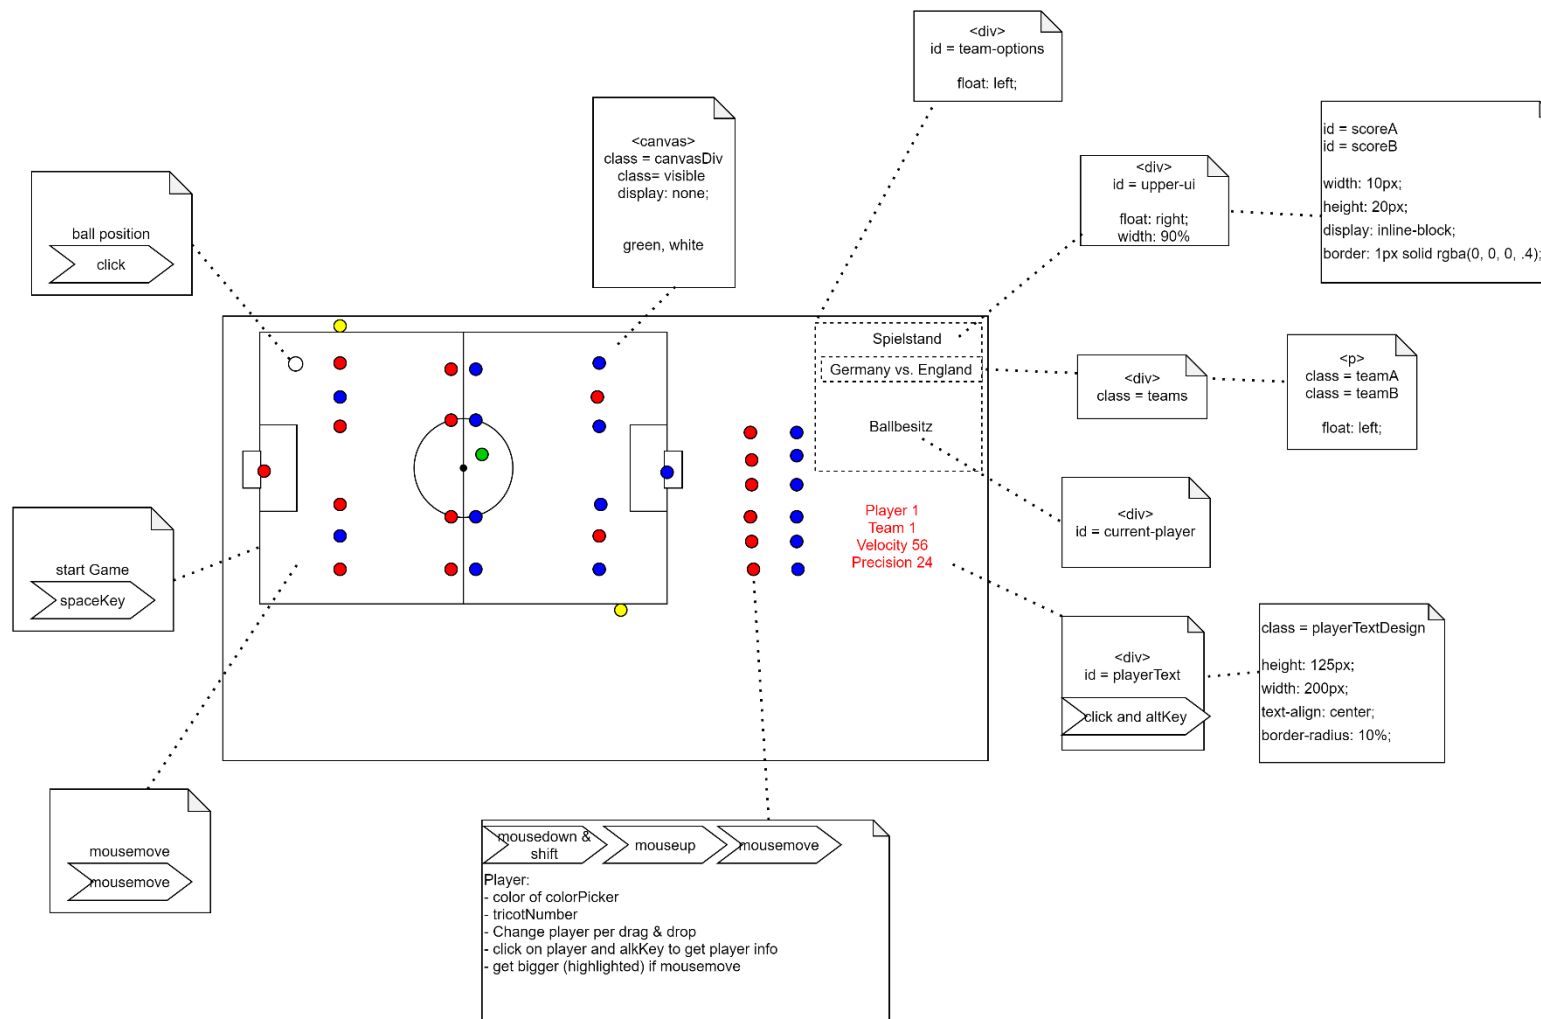 <div>
id = team-options
float: left;
<canvas>
class = canvasDiv
class= visible
display: none;
green, white
id = scoreA
id = scoreB
width: 10px;
height: 20px;
display: inline-block;
border: 1px solid rgba(0, 0, 0, .4);
<div>
id = upper-ui
float: right;
width: 90%
ball position
click
Spielstand
Germany vs. England
Ballbesitz
<div>
class = teams
<p>
class = teamA
class = teamB
float: left;
Player 1
Team 1
Velocity 56
Precision 24
<div>
id = current-player
start Game
spaceKey
<div>
id = playerText
click and altKey
class = playerTextDesign
height: 125px;
width: 200px;
text-align: center;
border-radius: 10%;
mousemove
mousemove
mousedown &
shift
mouseup
mousemove
Player:
- color of colorPicker
- tricotNumber
- Change player per drag & drop
- click on player and alkKey to get player info
- get bigger (highlighted) if mousemove